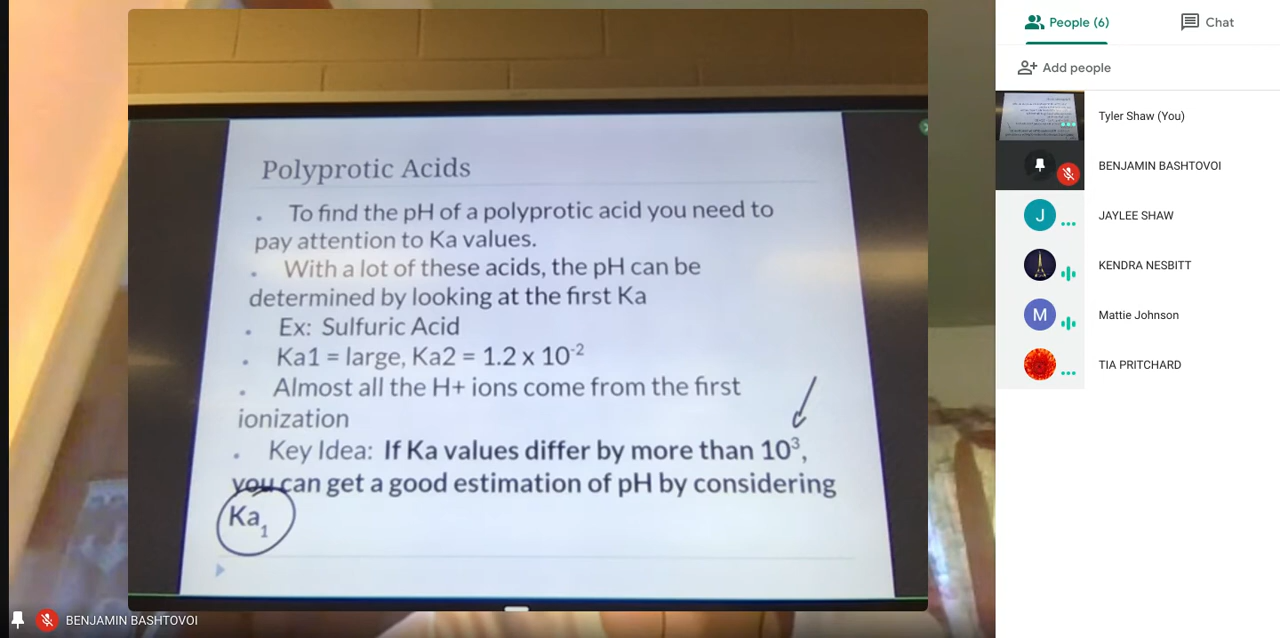 Polyprotic Acids
• To find the pH of a polyprotic acid you need to
pay attention to Ka values.
• With a lot of these acids, the pH can be
determined by looking at the first Ka
• Ex: Sulfuric Acid
• Ka1 = large, Ka2 = 1.2 x 10⁻²
• Almost all the H+ ions come from the first
ionization
• Key Idea: If Ka values differ by more than 10³,
you can get a good estimation of pH by considering
Ka₁
BENJAMIN BASHTOVOI
People (6)
Chat
Add people
Tyler Shaw (You)
BENJAMIN BASHTOVOI
J
JAYLEE SHAW
KENDRA NESBITT
M
Mattie Johnson
TIA PRITCHARD